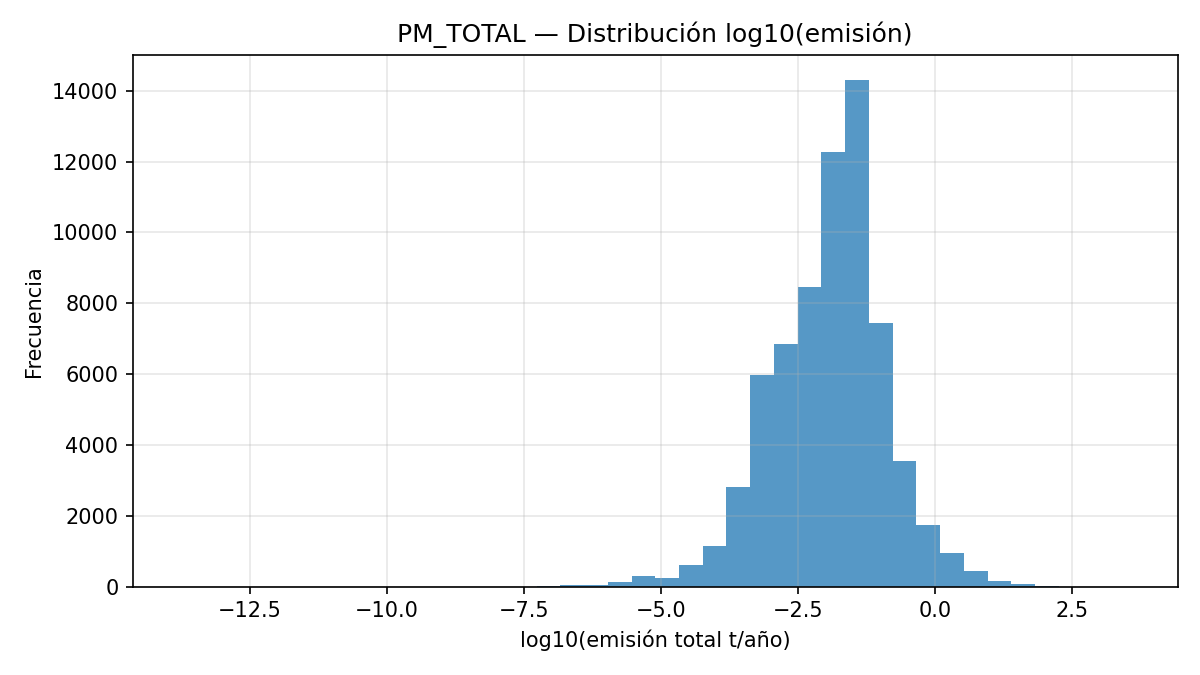 PM_TOTAL — Distribución log10(emisión)
14000
12000
10000
8000
6000
4000
2000
0
Frecuencia
−12.5 −10.0 −7.5 −5.0 −2.5 0.0 2.5
log10(emisión total t/año)